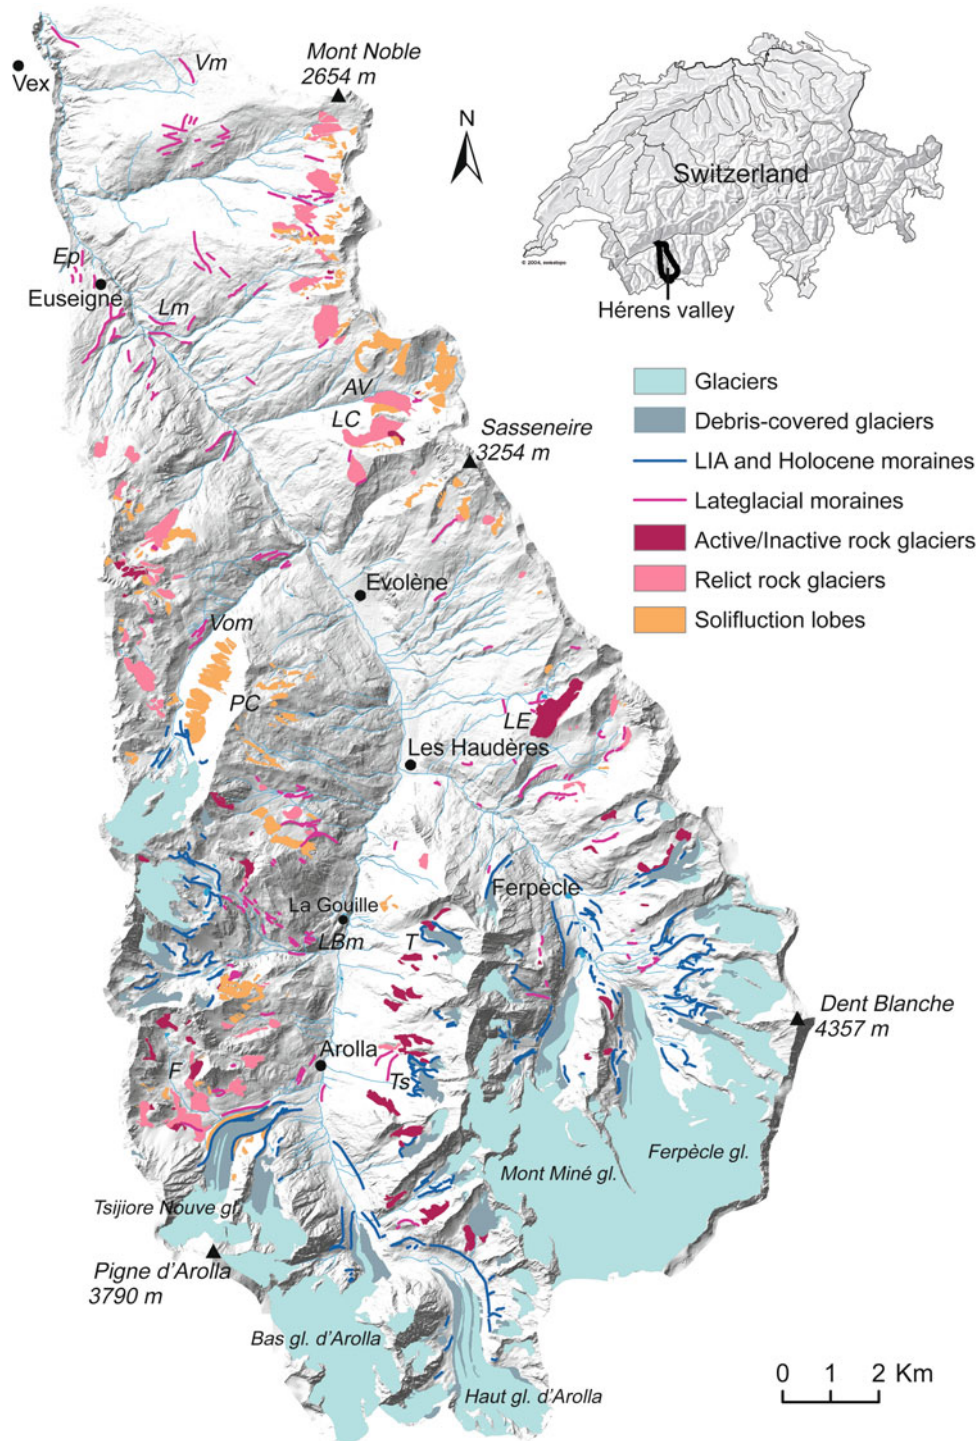 Mont Noble
2654 m
Vm
Vex
N
Switzerland
Hérens valley
Ep
Euseigne
Lm
AV
LC
Sasseneire
3254 m
Glaciers
Debris-covered glaciers
LIA and Holocene moraines
Lateglacial moraines
Active/Inactive rock glaciers
Relict rock glaciers
Solifluction lobes
Evolène
Vom
PC
LE
Les Haudères
Ferpècle
La Gouille
LBm
T
Dent Blanche
4357 m
Arolla
F
Ts
Mont Miné gl.
Ferpècle gl.
Tsijiore Nouve gl.
Pigne d'Arolla
3790 m
Bas gl. d'Arolla
Haut gl. d'Arolla
0 1 2 Km